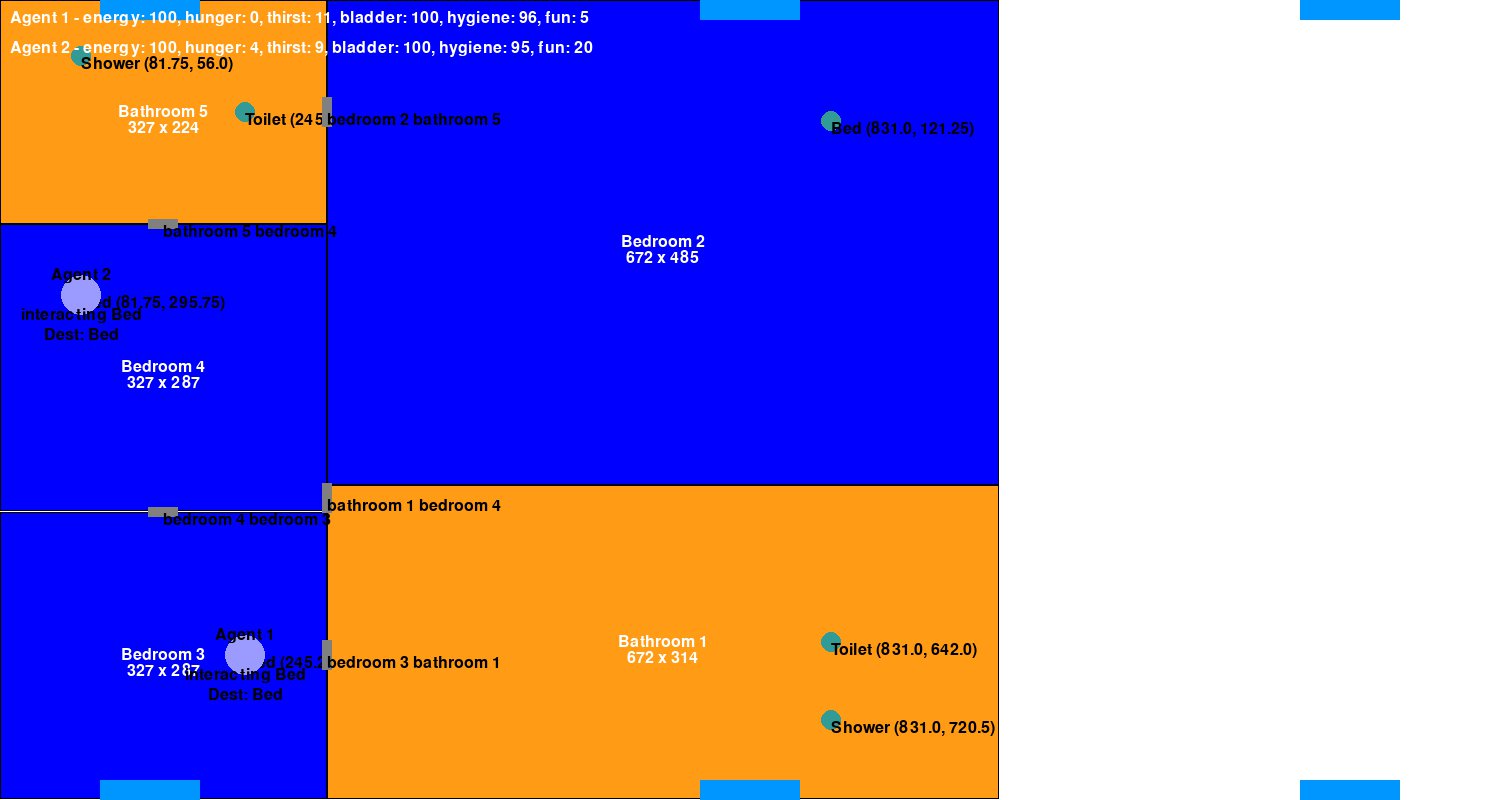 Agent 1 - energy: 100, hunger: 0, thirst: 11, bladder: 100, hygiene: 96, fun: 5
Agent 2 - energy: 100, hunger: 4, thirst: 9, bladder: 100, hygiene: 95, fun: 20
Shower (81.75, 56.0)
Bathroom 5
327 x 224
Toilet (245
bedroom 2 bathroom 5
Bed (831.0, 121.25)
bathroom 5 bedroom 4
Bedroom 2
672 x 485
Agent 2
(81.75, 295.75)
interacting Bed
Dest: Bed
Bedroom 4
327 x 287
bathroom 1 bedroom 4
bedroom 4 bedroom 3
Agent 1
Bedroom 3
327 x 287
(245.2
bedroom 3 bathroom 1
interacting Bed
Dest: Bed
Bathroom 1
672 x 314
Toilet (831.0, 642.0)
Shower (831.0, 720.5)